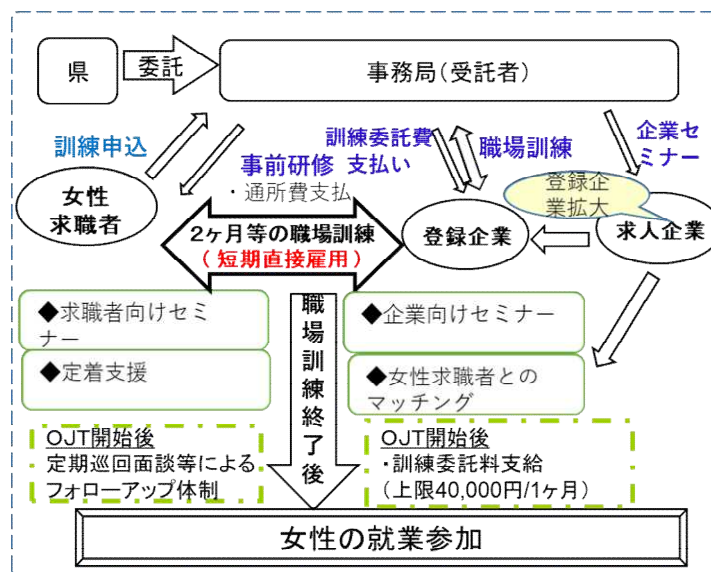 県
委託
事務局(受託者)
訓練申込
事前研修
・通所費支払
訓練委託費
支払い
職場訓練
企業セ
ミナー
女性
求職者
2ヶ月等の職場訓練
(短期直接雇用)
登録企業
登録企
業拡大
求人企業
◆求職者向けセミ
ナー
◆定着支援
職場訓練終了後
◆企業向けセミナー
◆女性求職者との
マッチング
OJT開始後
定期巡回面談等による
フォローアップ体制
OJT開始後
・訓練委託料支給
(上限40,000円/1ヶ月)
女性の就業参加